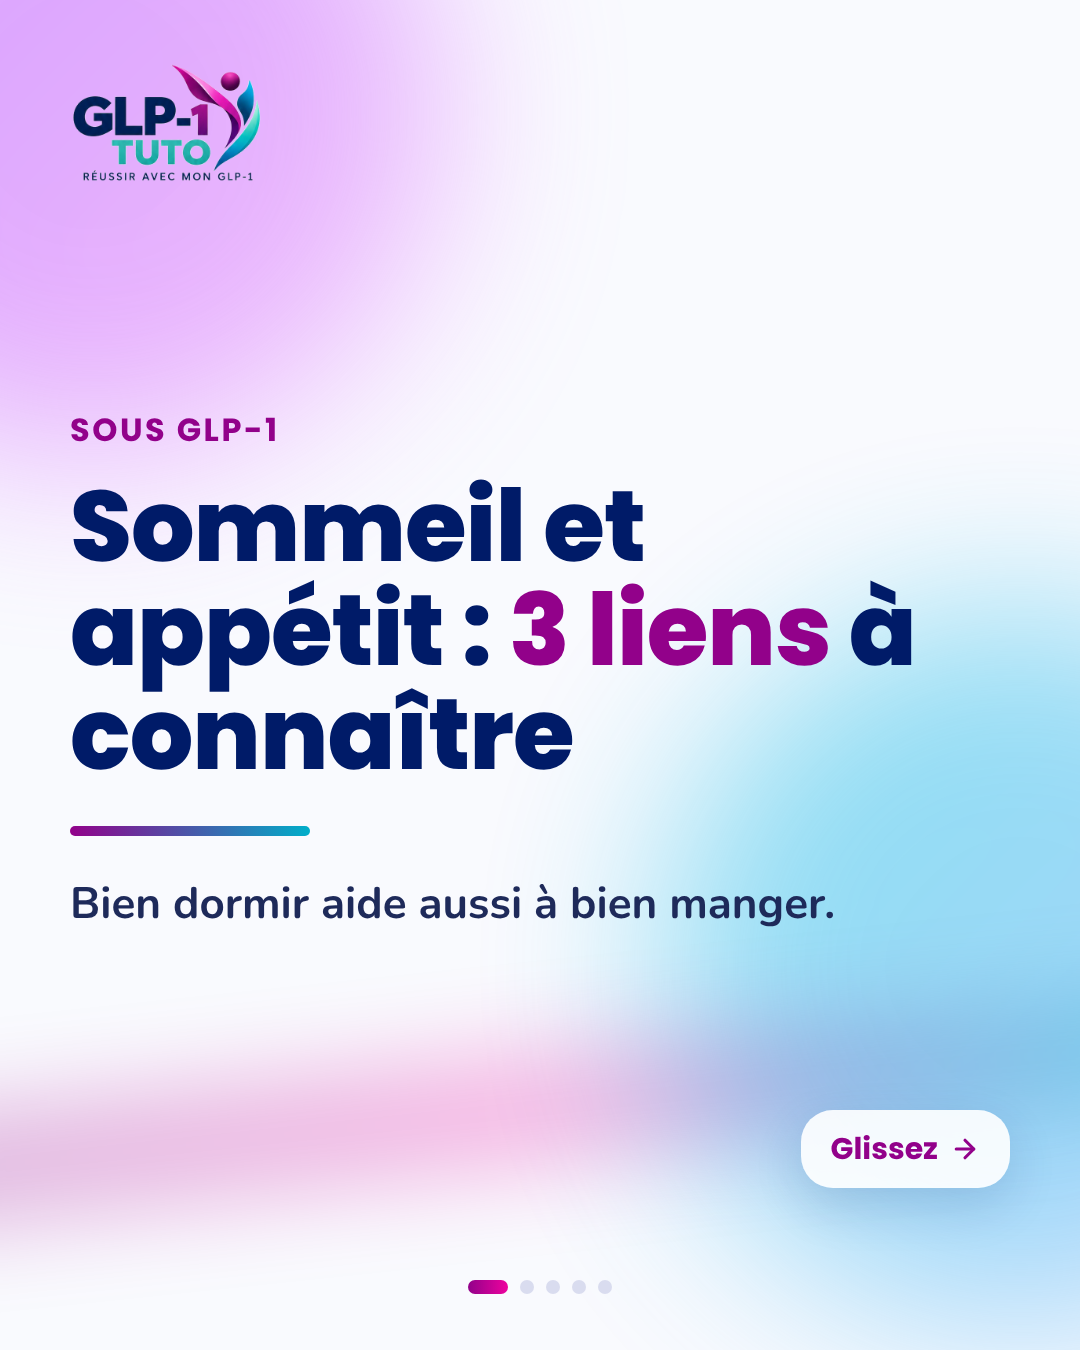 GLP-1
TUTO
RÉUSSIR AVEC MON GLP-1
SOUS GLP-1
Sommeil et
appétit : 3 liens à
connaître
Bien dormir aide aussi à bien manger.
Glissez →